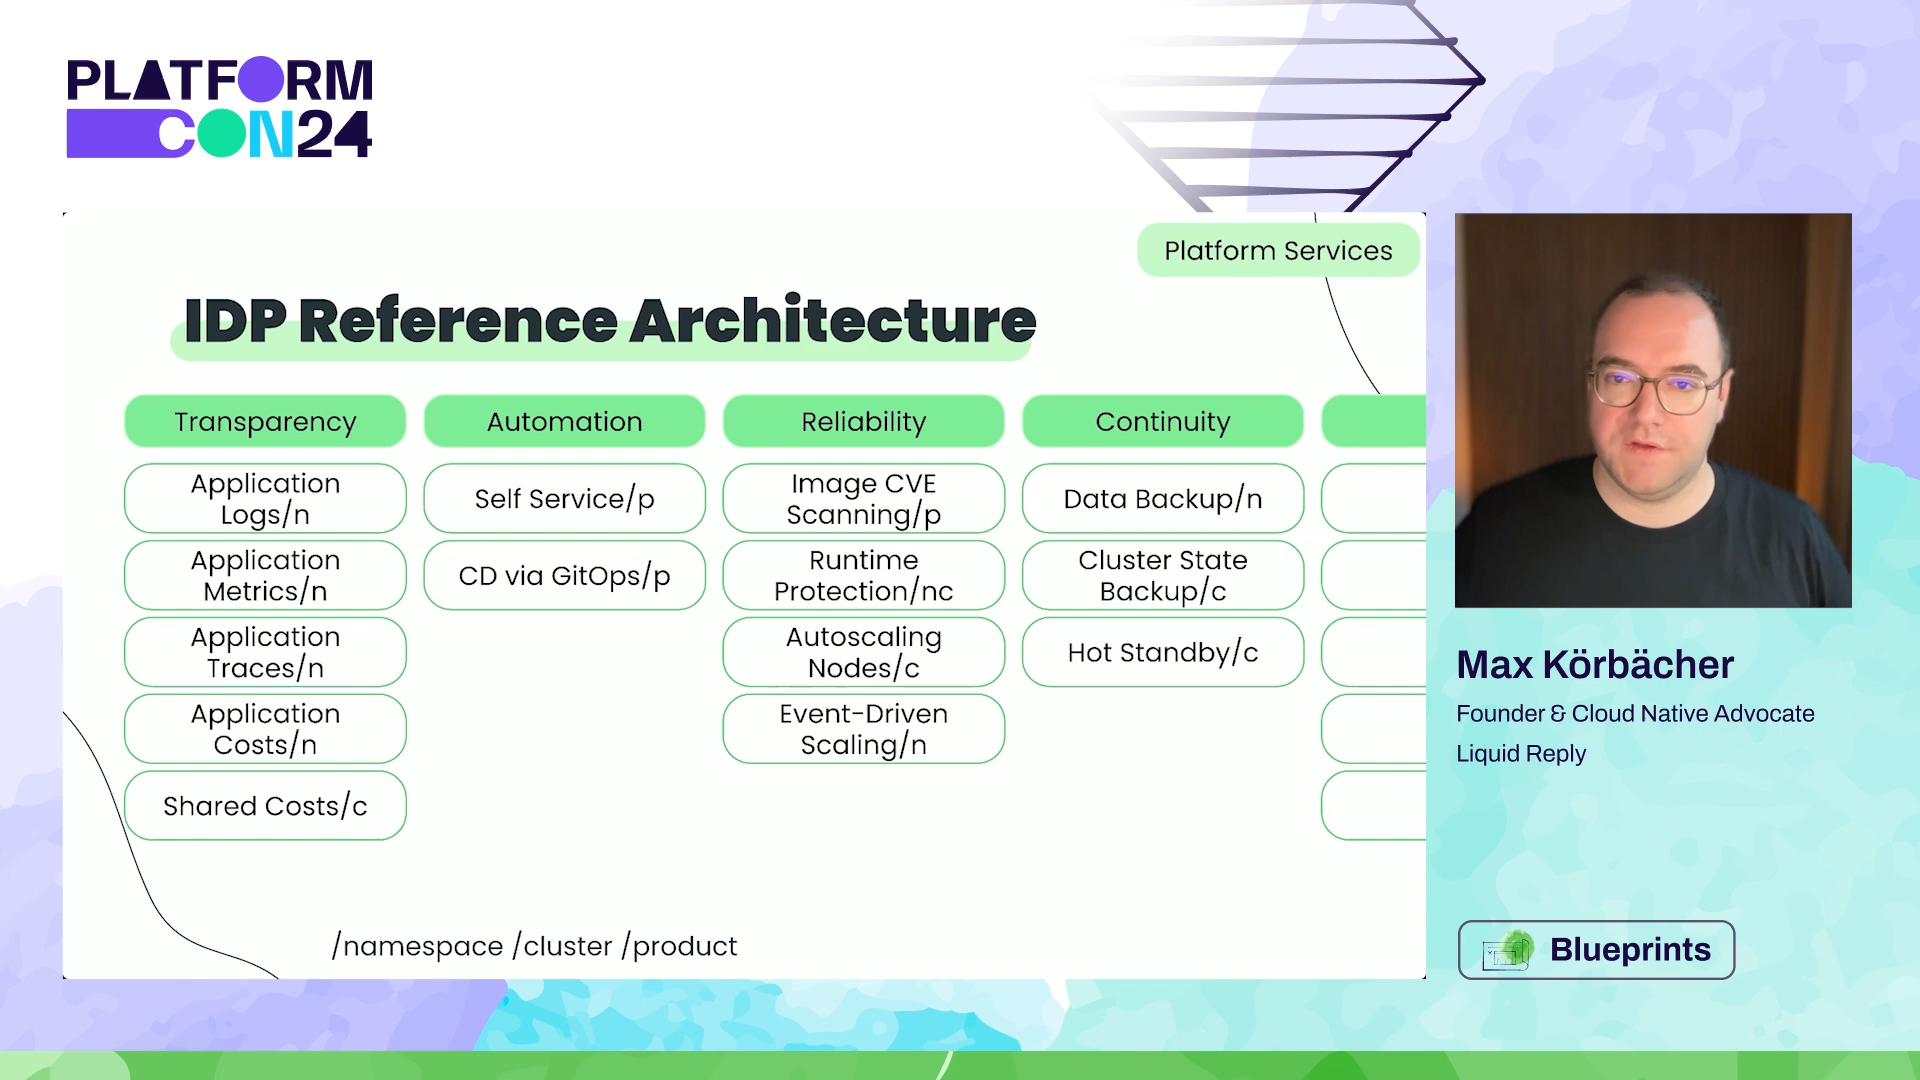 PLATFORM
CON24
Platform Services
IDP Reference Architecture
Transparency
Automation
Reliability
Continuity
Application
Logs/n
Self Service/p
Image CVE
Scanning/p
Data Backup/n
Application
Metrics/n
CD via GitOps/p
Runtime
Protection/nc
Cluster State
Backup/c
Application
Traces/n
Autoscaling
Nodes/c
Hot Standby/c
Application
Costs/n
Event-Driven
Scaling/n
Shared Costs/c
/namespace /cluster /product
Max Körbächer
Founder & Cloud Native Advocate
Liquid Reply
Blueprints